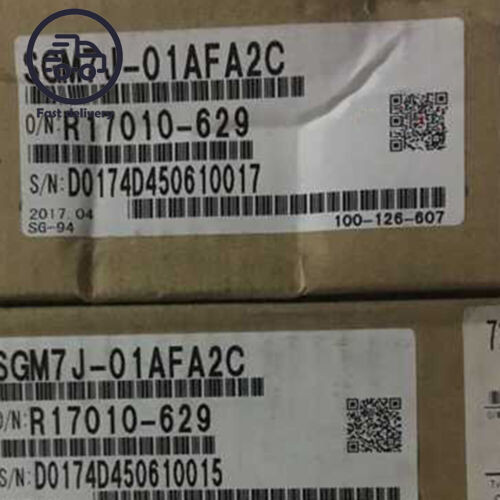 SGM7J-01AFA2C
Fast delivery
O/N:R17010-629
S/N:D0174D450610017
2017.04
SG-94
100-126-607
SGM7J-01AFA2C
O/N:R17010-629
S/N:D0174D450610015
7